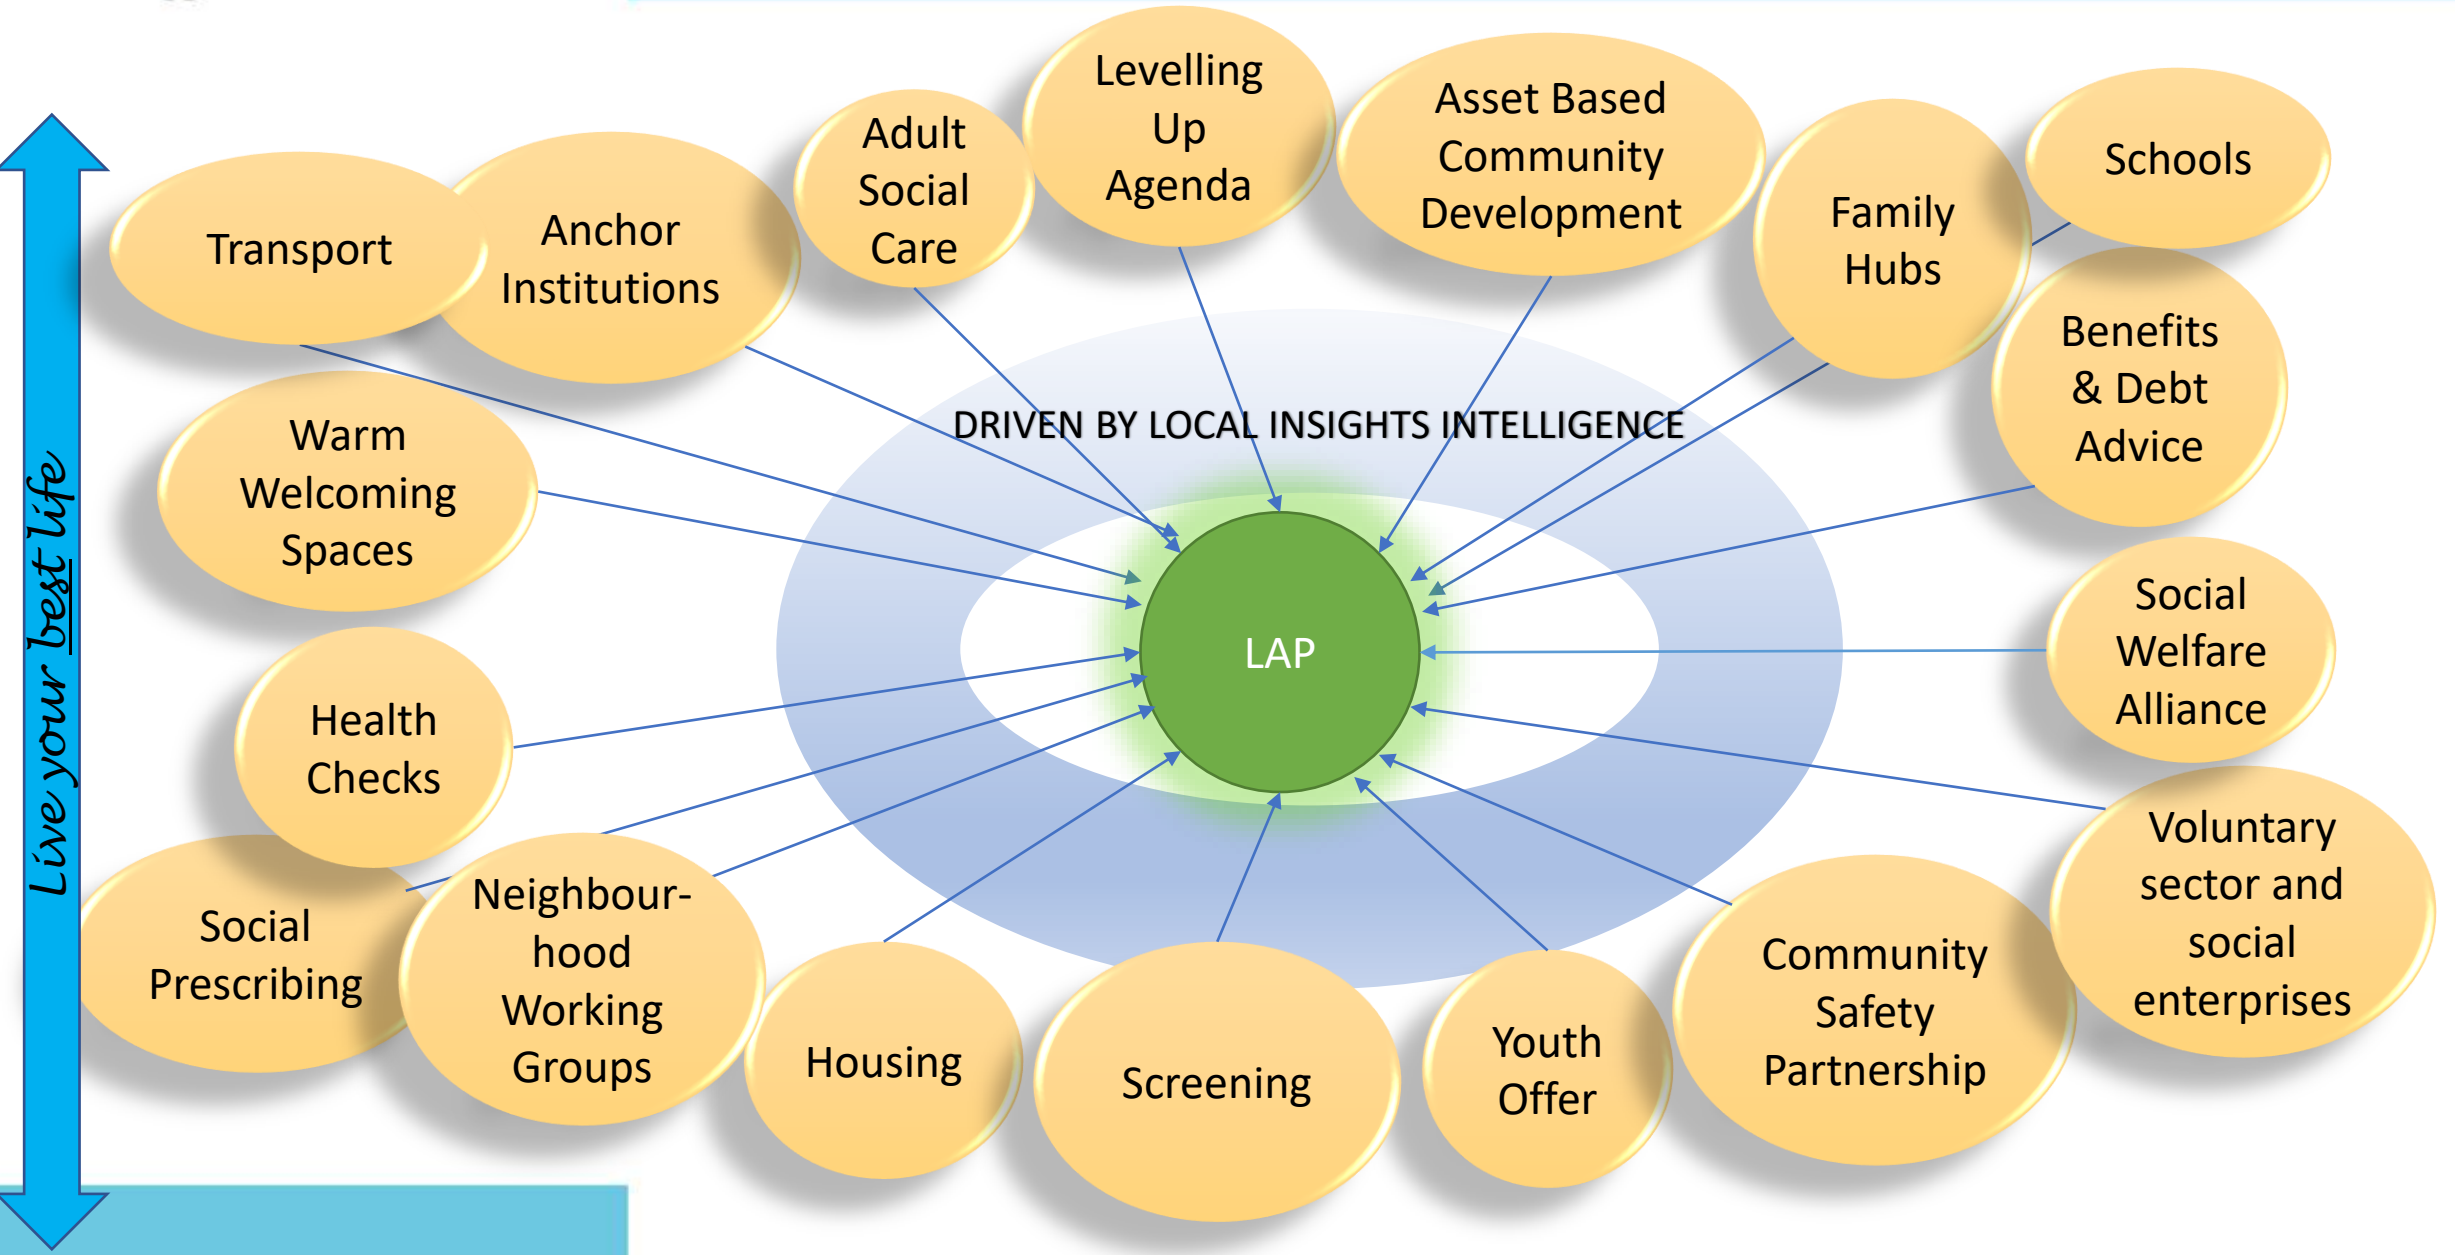 Levelling
Up
Agenda
Asset Based
Community
Development
Adult
Social
Care
Schools
Family
Hubs
Transport
Anchor
Institutions
Benefits
& Debt
Advice
DRIVEN BY LOCAL INSIGHTS INTELLIGENCE
Warm
Welcoming
Spaces
Live your best life
LAP
Social
Welfare
Alliance
Health
Checks
Voluntary
sector and
social
enterprises
Social
Prescribing
Neighbour-
hood
Working
Groups
Housing
Screening
Youth
Offer
Community
Safety
Partnership